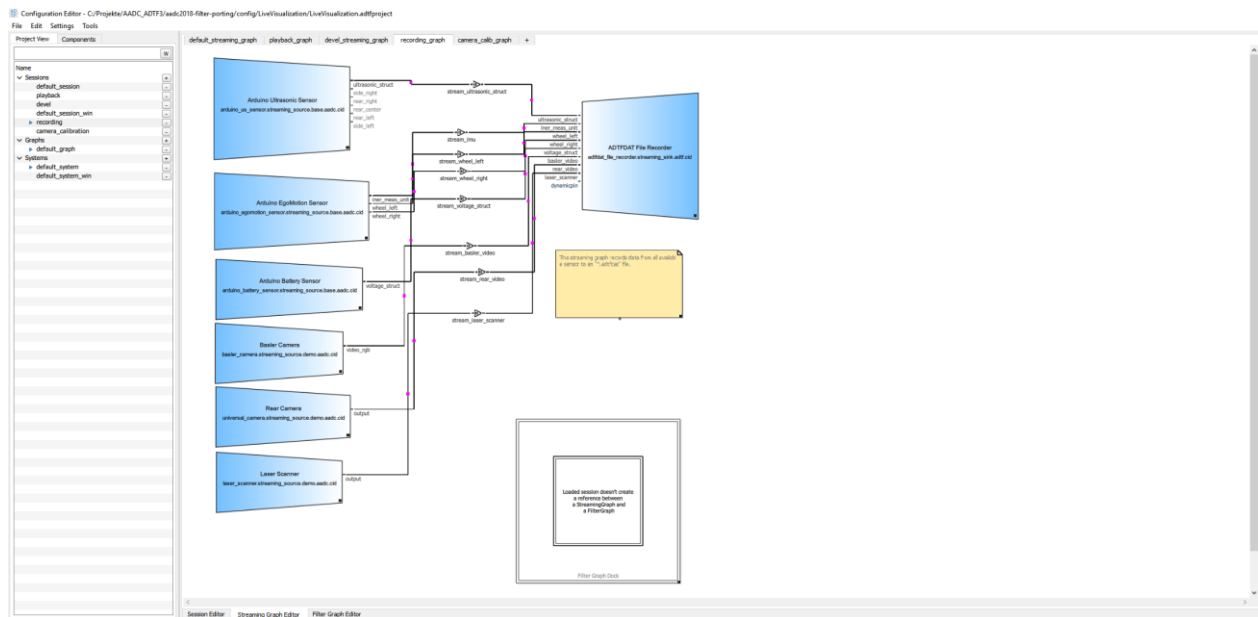 Configuration Editor - C:/Projekte/AADC_ADTF3/aadc2018-filter-porting/config/LiveVisualization/LiveVisualization.adtfproject
File Edit Settings Tools
Project View Components
Name
Sessions
default_session
playback
devel
default_session_win
recording
camera_calibration
Graphs
default_graph
Systems
default_system
default_system_win
default_streaming_graph playback_graph devel_streaming_graph recording_graph camera_calib_graph +
Arduino Ultrasonic Sensor
arduino_us_sensor.streaming_source.base.aadc.cid
ultrasonic_struct
side_right
rear_right
rear_center
rear_left
side_left
Arduino EgoMotion Sensor
arduino_egomotion_sensor.streaming_source.base.aadc.cid
iner_meas_unit
wheel_left
wheel_right
Arduino Battery Sensor
arduino_battery_sensor.streaming_source.base.aadc.cid
voltage_struct
Basler Camera
basler_camera.streaming_source.demo.aadc.cid
video_rgb
Rear Camera
universal_camera.streaming_source.demo.aadc.cid
output
Laser Scanner
laser_scanner.streaming_source.demo.aadc.cid
output
stream_ultrasonic_struct
stream_imu
stream_wheel_left
stream_wheel_right
stream_voltage_struct
stream_basler_video
stream_rear_video
stream_laser_scanner
ultrasonic_struct
iner_meas_unit
wheel_left
wheel_right
voltage_struct
basler_video
rear_video
laser_scanner
dynamicpin
ADTFDAT File Recorder
adtfdat_file_recorder.streaming_sink.adtf.cid
This streaming graph records data from all availabl
e sensor to an "*.adtfdat" file.
Loaded session doesn't create
a reference between
a StreamingGraph and
a FilterGraph
Filter Graph Dock
Session Editor Streaming Graph Editor Filter Graph Editor